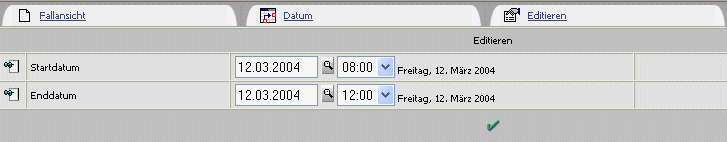 Fallansicht Datum Editieren
Editieren
Startdatum 12.03.2004 08:00 Freitag, 12. März 2004
Enddatum 12.03.2004 12:00 Freitag, 12. März 2004